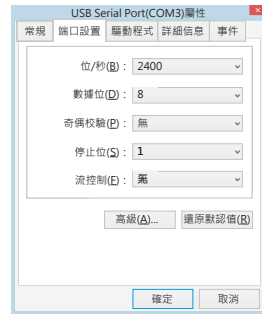 USB Serial Port(COM3)屬性
常規 端口設置 驅動程式 詳細信息 事件
位/秒(B): 2400
數據位(D): 8
奇偶校驗(P): 無
停止位(S): 1
流控制(F): 無
高級(A)... 還原默認值(R)
確定 取消